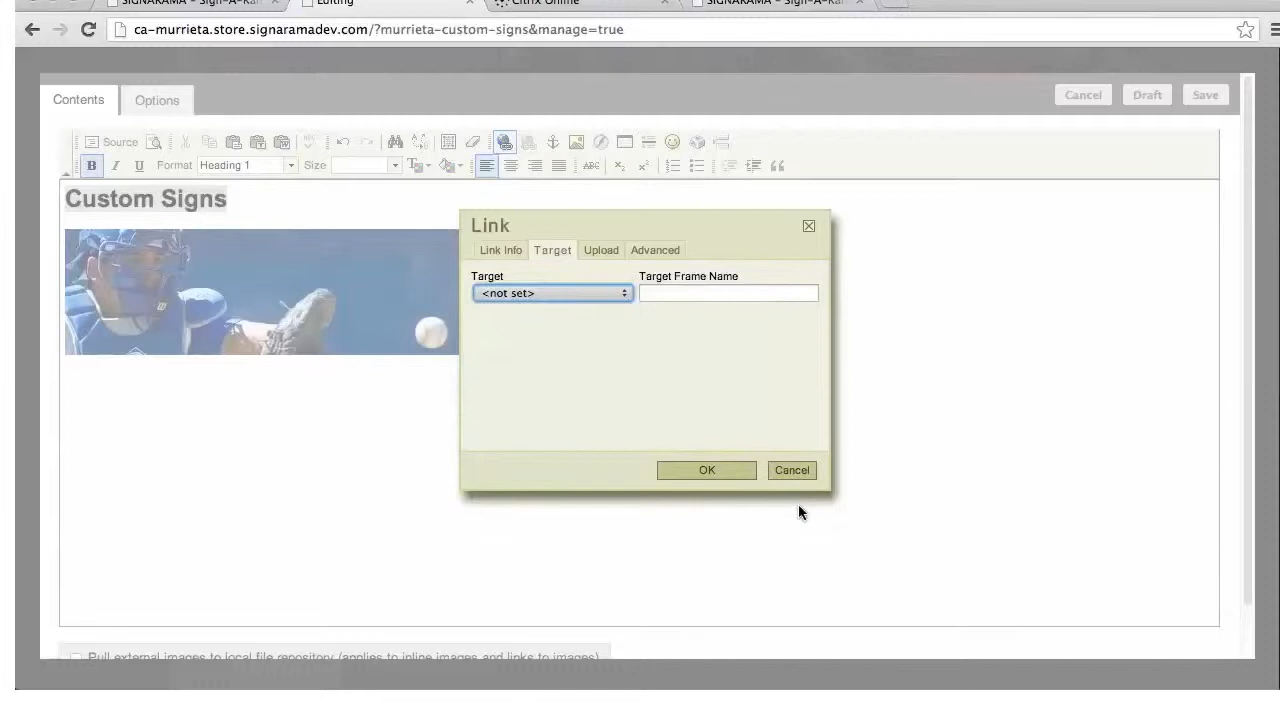 SIGNARAMA – Sign-A-Ra
Editing
Citrix Online
SIGNARAMA – Sign-A-Ra
ca-murrieta.store.signaramadev.com/?murrieta-custom-signs&manage=true
Contents
Options
Cancel
Draft
Save
Source
B I U Format Heading 1 Size
ABC
Custom Signs
Link
Link Info
Target
Upload
Advanced
Target
Target Frame Name
<not set>
OK
Cancel
Pull external images to local file repository (applies to inline images and links to images)